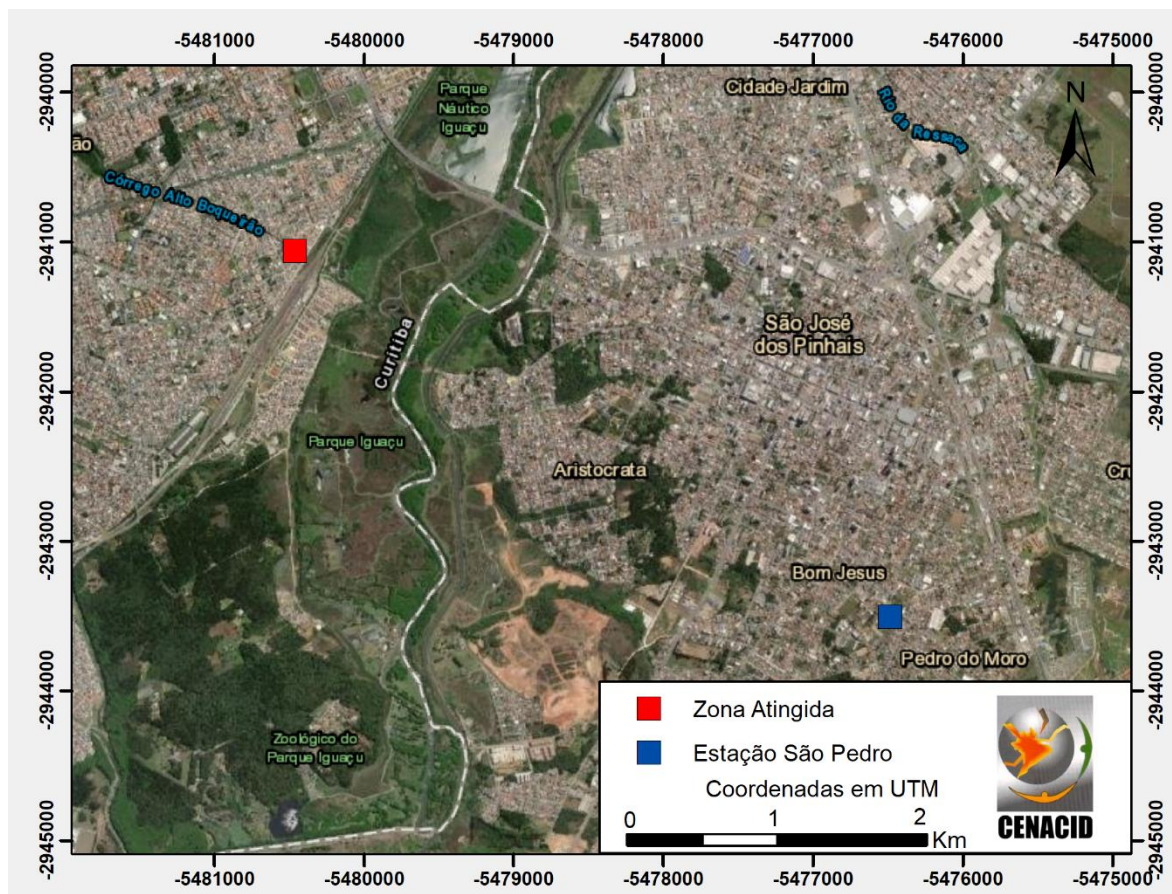 -5481000 -5480000 -5479000 -5478000 -5477000 -5476000 -5475000
-2940000
-2941000
-2942000
-2943000
-2944000
-2945000
Parque
Náutico
Iguaçu
Cidade Jardim
Rio da Ressaca
N
ão
Córrego Alto Boqueirão
São José
dos Pinhais
Curitiba
Parque Iguaçu
Aristocrata
Cru
Bom Jesus
Pedro do Moro
Zoológico do
Parque Iguaçu
Zona Atingida
Estação São Pedro
Coordenadas em UTM
0 1 2
Km
CENACID
-2940000
-2941000
-2942000
-2943000
-2944000
-2945000
-5481000 -5480000 -5479000 -5478000 -5477000 -5476000 -5475000